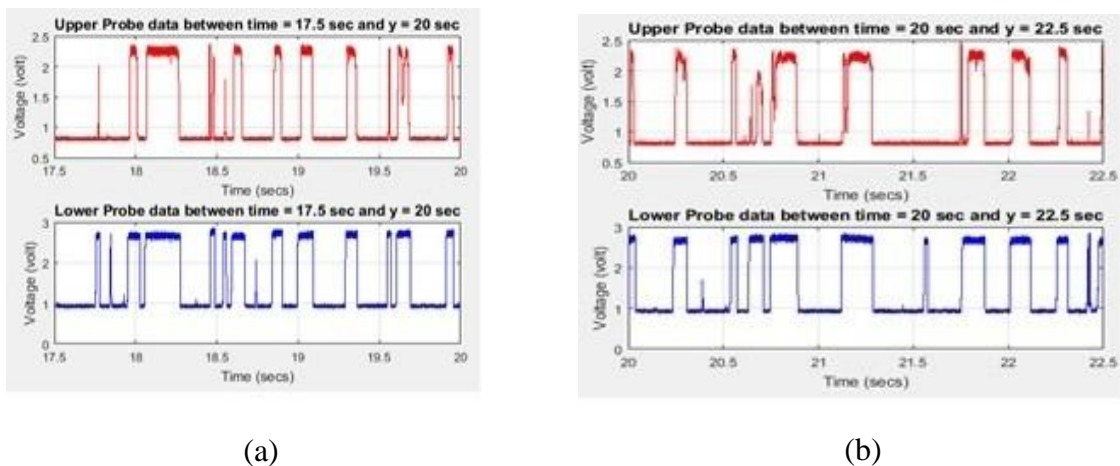 Upper Probe data between time = 17.5 sec and y = 20 sec
2.5
2
1.5
1
0.5
Voltage (volt)
17.5 18 18.5 19 19.5 20
Time (secs)
Lower Probe data between time = 17.5 sec and y = 20 sec
3
2
1
0
Voltage (volt)
17.5 18 18.5 19 19.5 20
Time (secs)
(a)
Upper Probe data between time = 20 sec and y = 22.5 sec
2.5
2
1.5
1
0.5
Voltage (volt)
20 20.5 21 21.5 22 22.5
Time (secs)
Lower Probe data between time = 20 sec and y = 22.5 sec
3
2
1
0
Voltage (volt)
20 20.5 21 21.5 22 22.5
Time (secs)
(b)